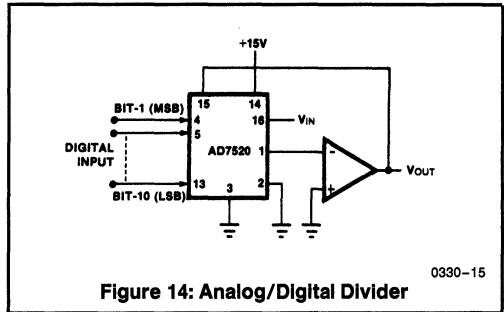 +15V
BIT-1 (MSB)
15
14
4
16
VIN
5
DIGITAL
INPUT
AD7520
1
-
VOUT
+
13
3
2
BIT-10 (LSB)
0330-15
Figure 14: Analog/Digital Divider